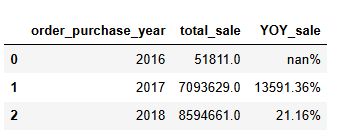 order_purchase_year total_sale YOY_sale
0 2016 51811.0 nan%
1 2017 7093629.0 13591.36%
2 2018 8594661.0 21.16%